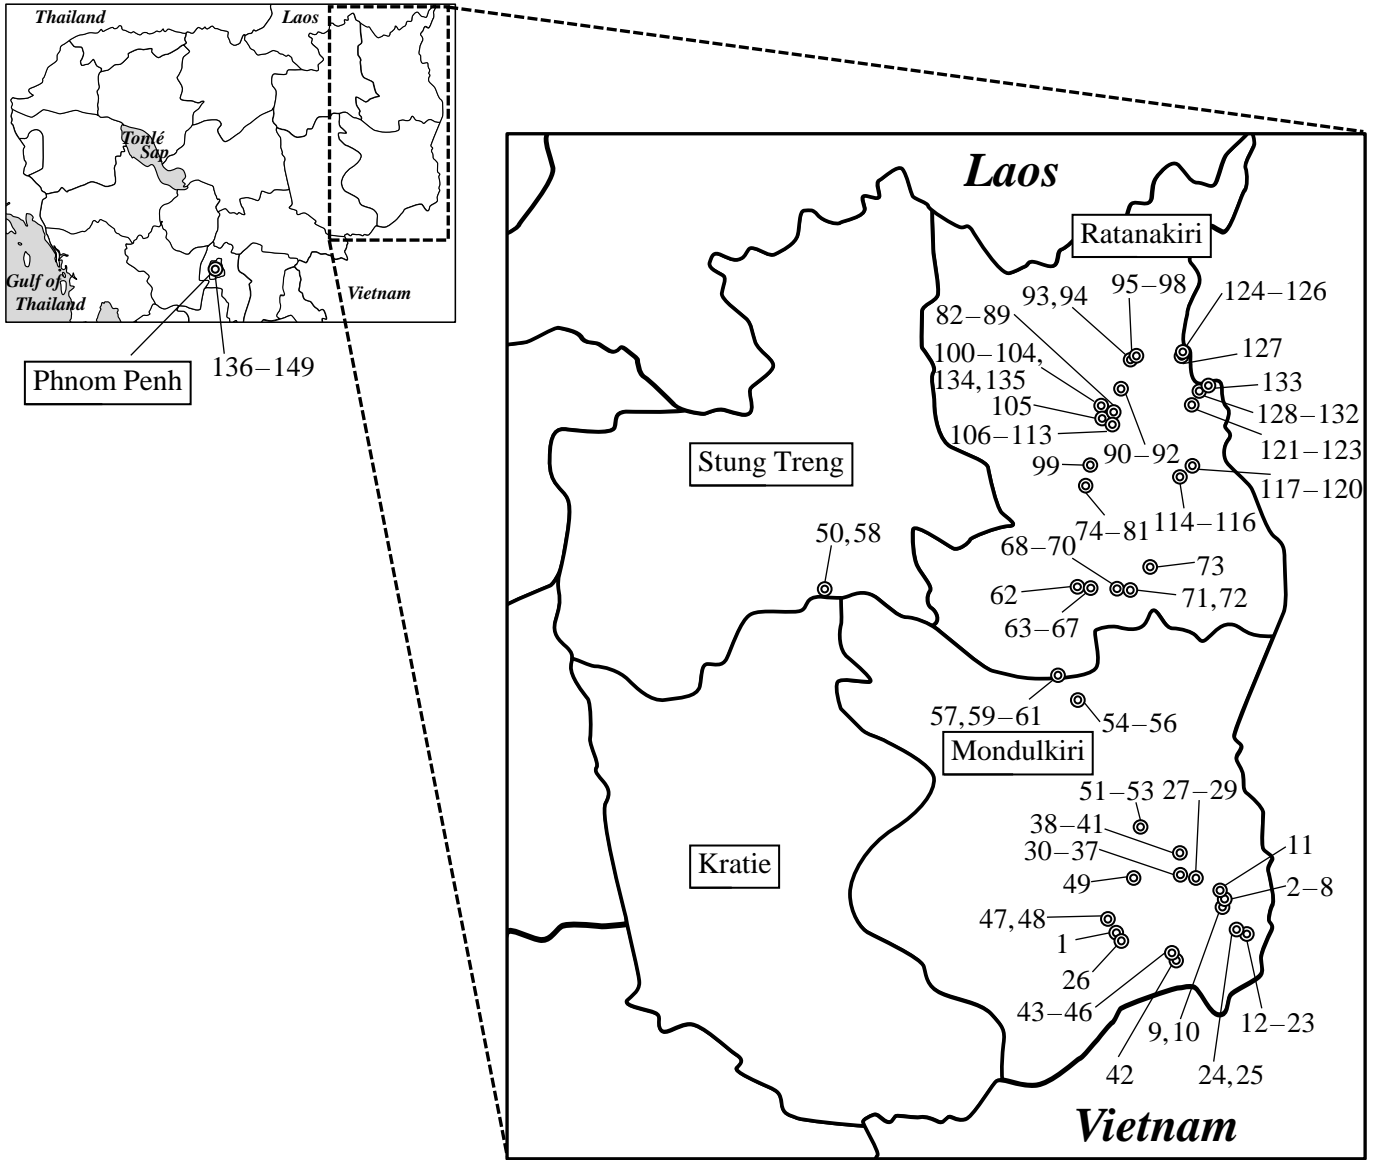 Thailand
Laos
Tonlé
Sap
Gulf of
Thailand
Vietnam
Phnom Penh
136–149
Laos
Ratanakiri
95–98
93,94
124–126
82–89
100–104,
134,135
127
133
105
128–132
106–113
121–123
90–92
99
117–120
Stung Treng
74–81
114–116
50,58
68–70
73
62
71,72
63–67
57,59–61
54–56
Mondulkiri
51–53
27–29
38–41
11
30–37
Kratie
49
2–8
47,48
1
26
43–46
9,10
12–23
42
24,25
Vietnam